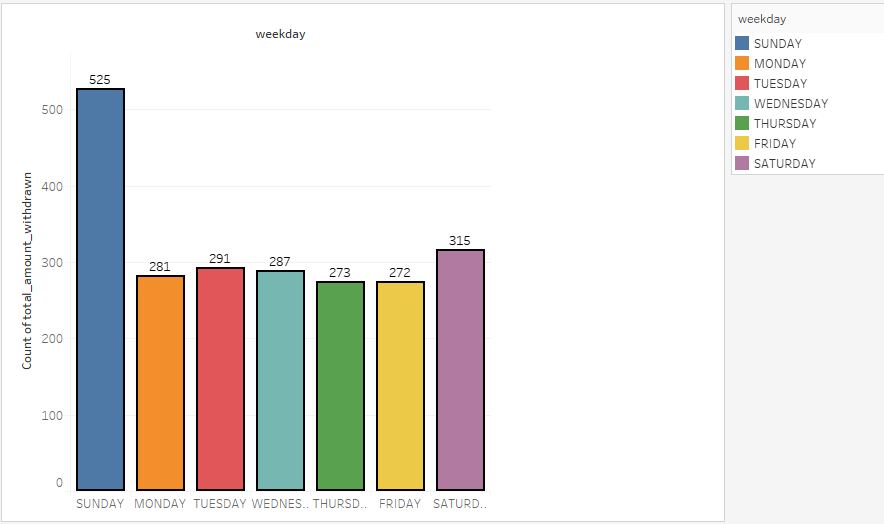 weekday
525
500
400
300
200
100
0
281
291
287
273
272
315
Count of total_amount_withdrawn
SUNDAY
MONDAY
TUESDAY
WEDNES..
THURSD..
FRIDAY
SATURD..
weekday
SUNDAY
MONDAY
TUESDAY
WEDNESDAY
THURSDAY
FRIDAY
SATURDAY